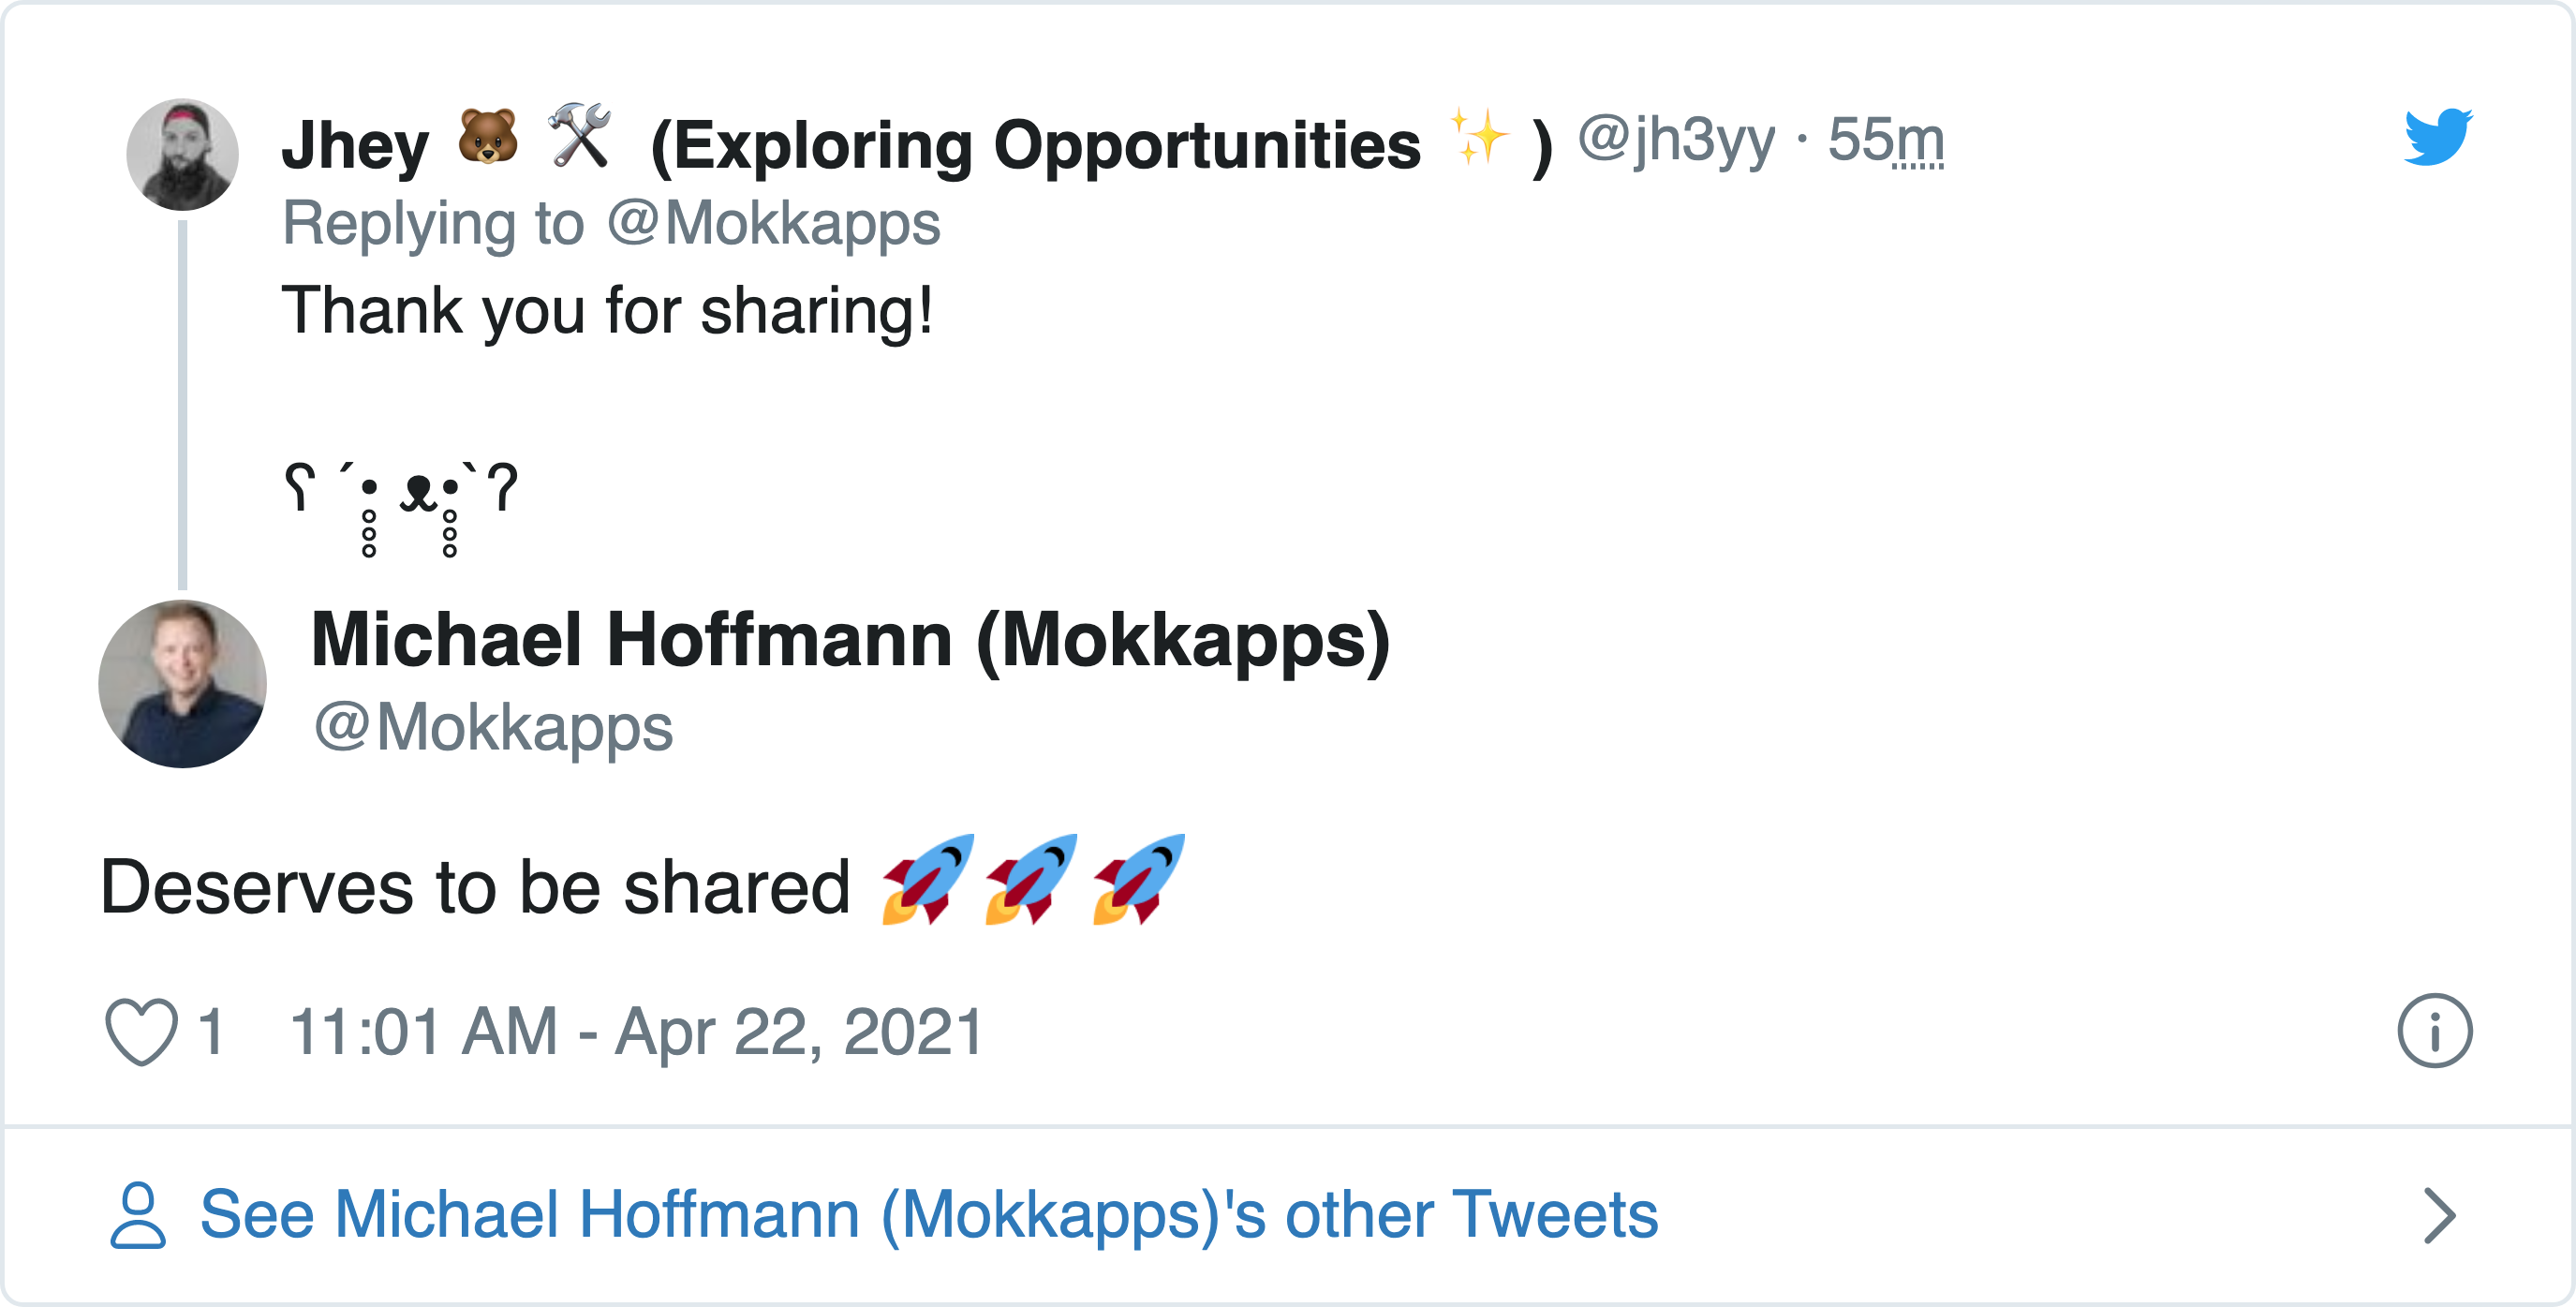 Jhey 🐻 🛠️ (Exploring Opportunities ✨ ) @jh3yy · 55m
Replying to @Mokkapps
Thank you for sharing!
ʕ ´•̥̥̥ ᴥ•̥̥̥`ʔ
Michael Hoffmann (Mokkapps)
@Mokkapps
Deserves to be shared 🚀🚀🚀
1 11:01 AM - Apr 22, 2021
See Michael Hoffmann (Mokkapps)'s other Tweets